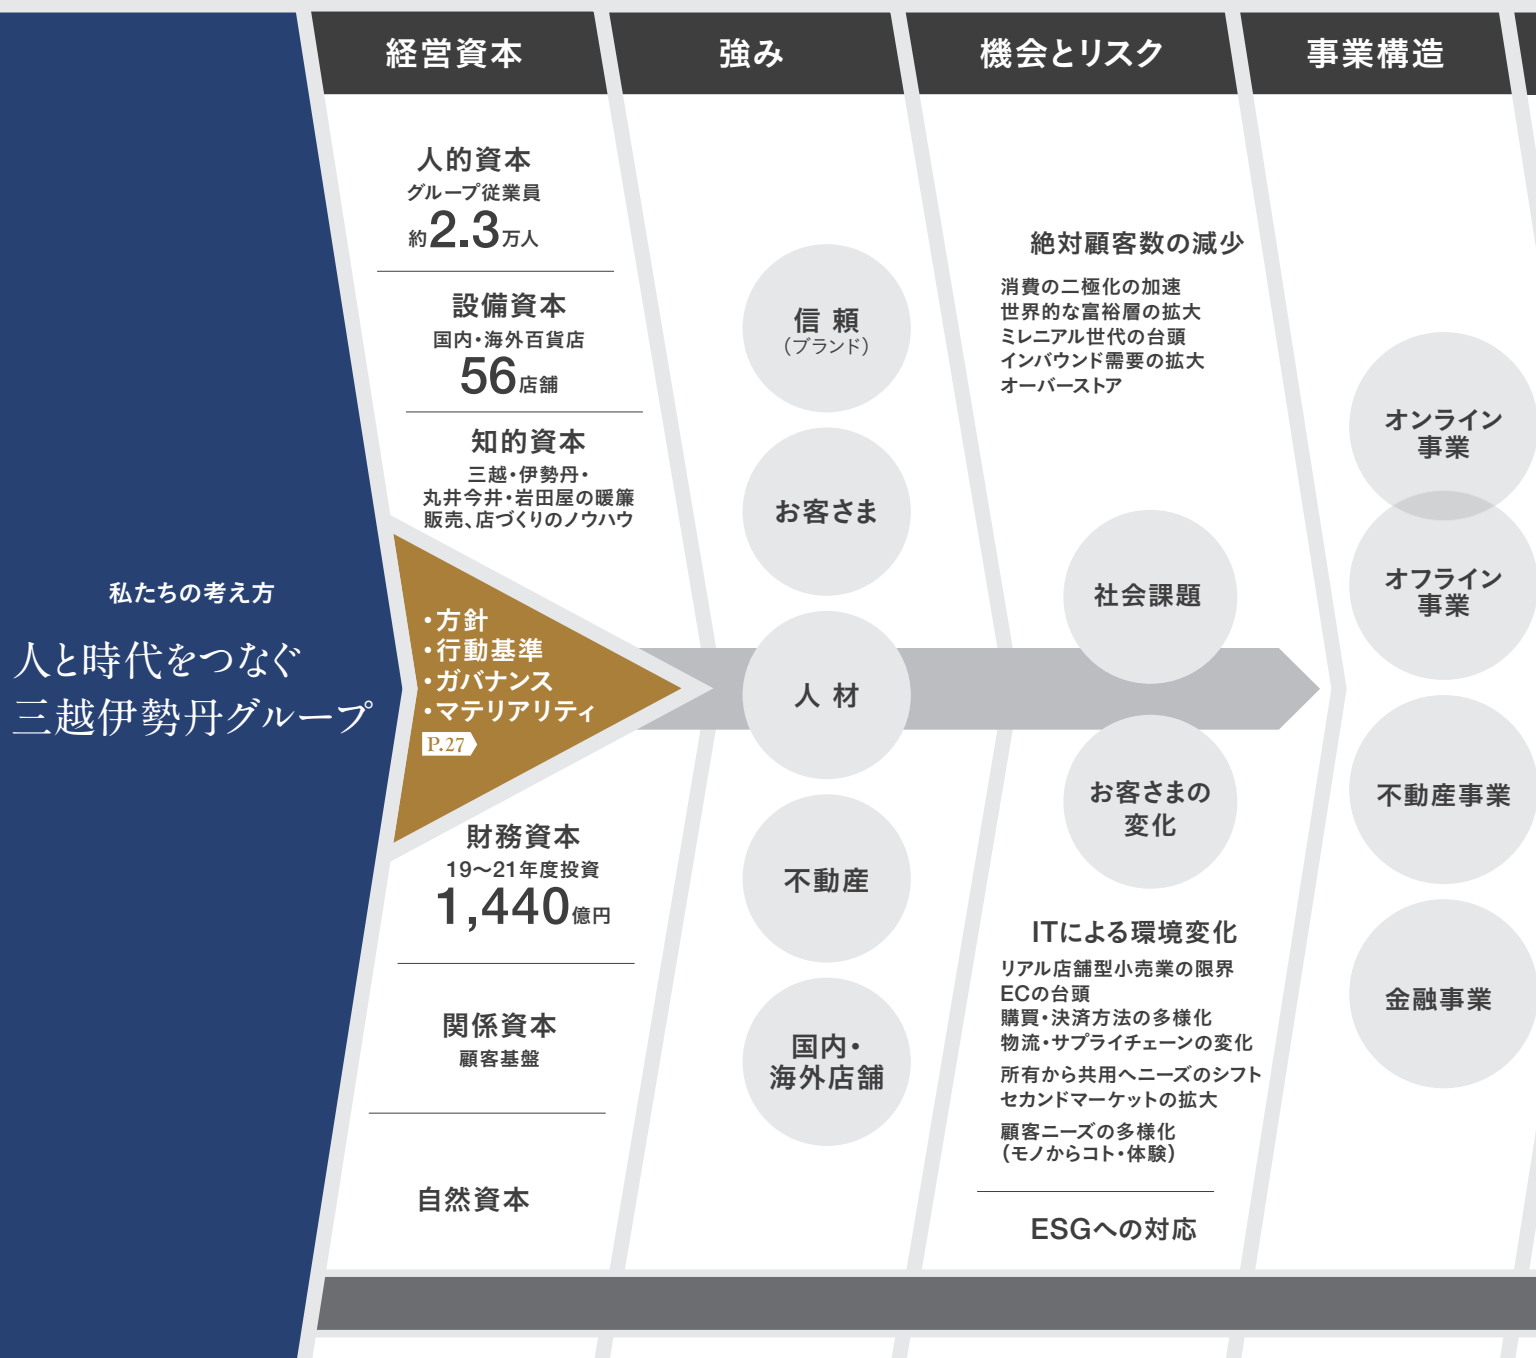 私たちの考え方
人と時代をつなぐ
三越伊勢丹グループ
経営資本
人的資本
グループ従業員
約2.3万人
設備資本
国内・海外百貨店
56店舗
知的資本
三越・伊勢丹・
丸井今井・岩田屋の暖簾
販売、店づくりのノウハウ
・方針
・行動基準
・ガバナンス
・マテリアリティ
P.27
財務資本
19〜21年度投資
1,440億円
関係資本
顧客基盤
自然資本
強み
信 頼
（ブランド）
お客さま
人 材
不動産
国内・
海外店舗
機会とリスク
絶対顧客数の減少
消費の二極化の加速
世界的な富裕層の拡大
ミレニアル世代の台頭
インバウンド需要の拡大
オーバーストア
社会課題
お客さまの
変化
ITによる環境変化
リアル店舗型小売業の限界
ECの台頭
購買・決済方法の多様化
物流・サプライチェーンの変化
所有から共用へニーズのシフト
セカンドマーケットの拡大
顧客ニーズの多様化
（モノからコト・体験）
ESGへの対応
事業構造
オンライン
事業
オフライン
事業
不動産事業
金融事業